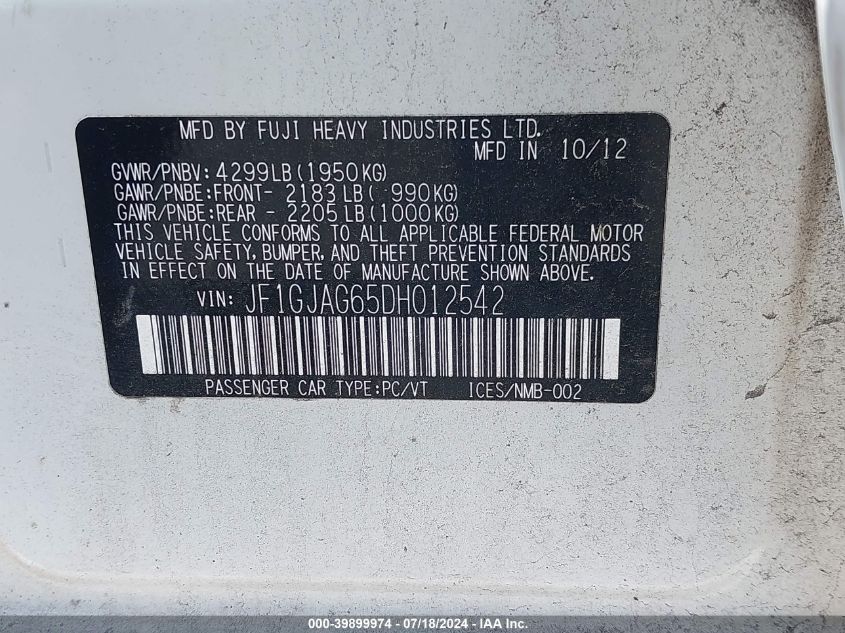 MFD BY FUJI HEAVY INDUSTRIES LTD.
MFD IN 10/12
GVWR/PNBV: 4299LB (1950KG)
GAWR/PNBE: FRONT- 2183 LB ( 990KG)
GAWR/PNBE: REAR - 2205 LB (1000KG)
THIS VEHICLE CONFORMS TO ALL APPLICABLE FEDERAL MOTOR
VEHICLE SAFETY, BUMPER, AND THEFT PREVENTION STANDARDS
IN EFFECT ON THE DATE OF MANUFACTURE SHOWN ABOVE.
VIN: JF1GJAG65DH012542
PASSENGER CAR TYPE: PC/VT ICES/NMB-002
000-39899974 - 07/18/2024 - www.iaai.com